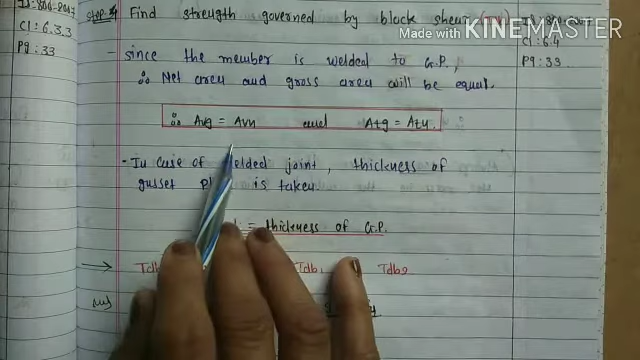 Step 4 Find strength governed by block shear
IS:800-2007
Cl: 6.3.3
Pg: 33
Made with KINEMASTER
Cl: 6.4
Pg: 33
- since the member is welded to G.P,
∴ Net area and gross area will be equal.
∴ Avg = Avn and Atg = Atn.
- In case of welded joint, thickness of
gusset is taken
= thickness of G.P.
→ Tdb Tdb1 Tdb2